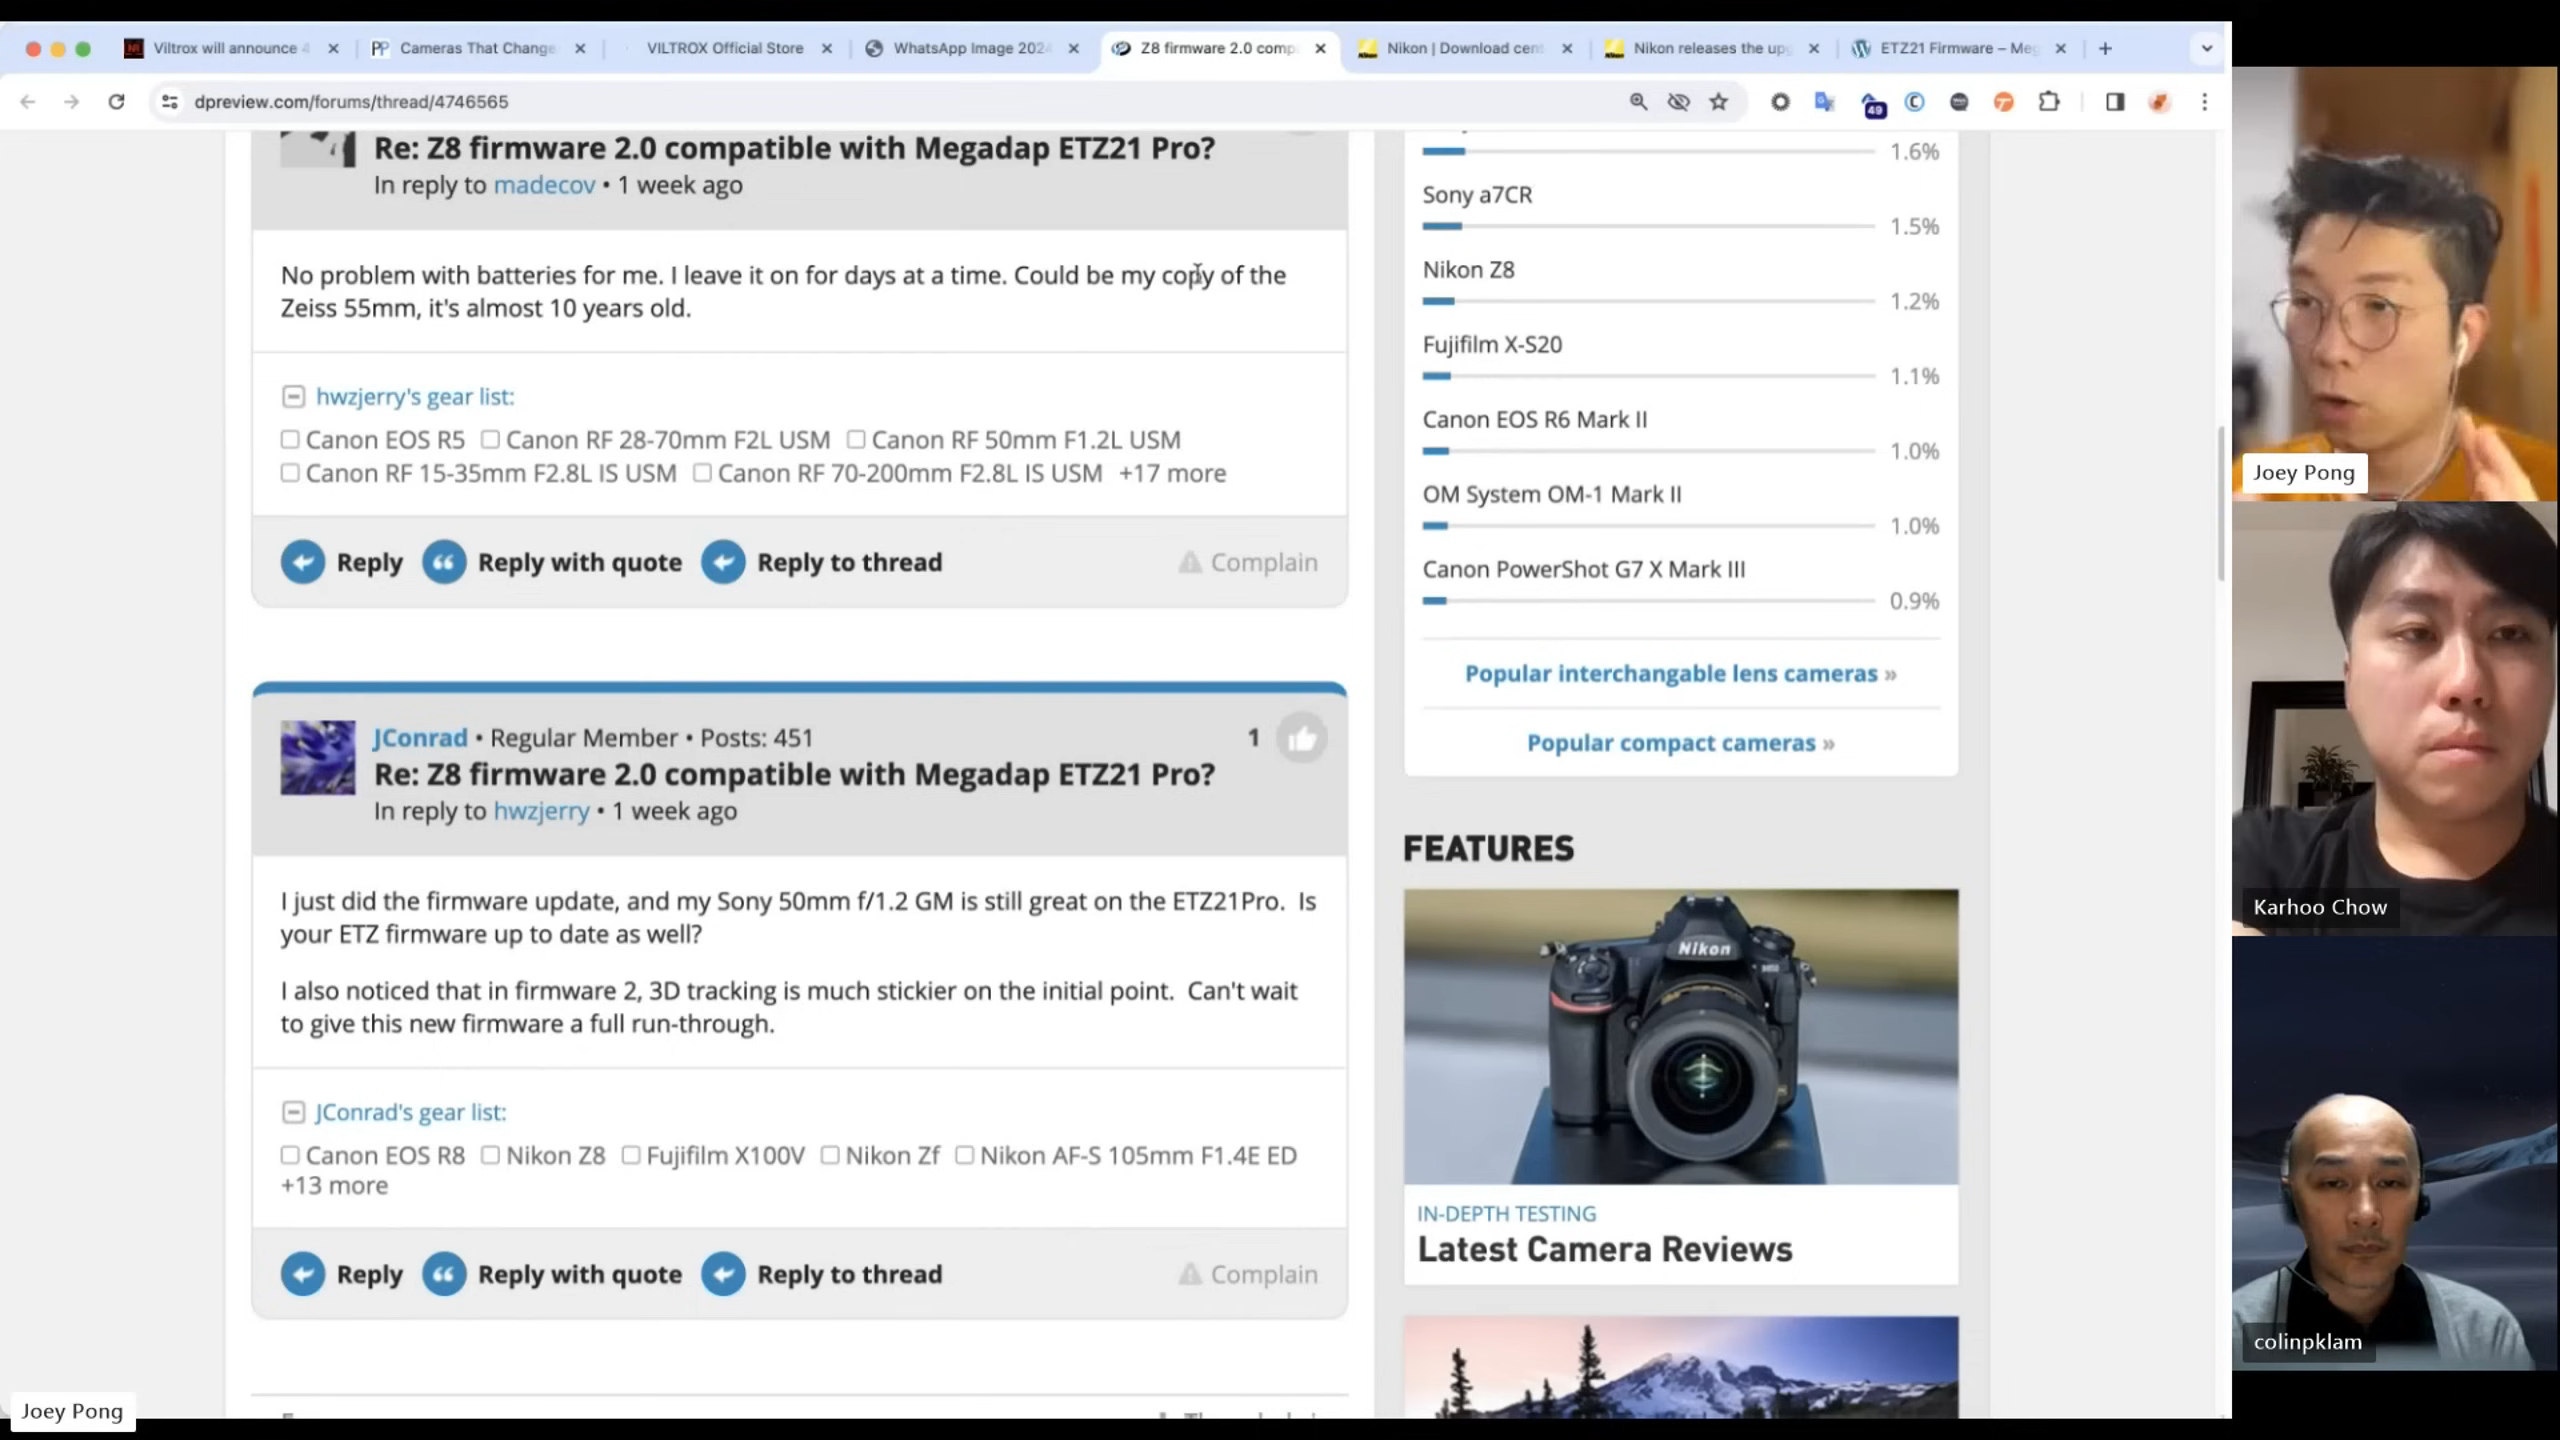 Viltrox will announce 4
Cameras That Change
VILTROX Official Store
WhatsApp Image 2024
Z8 firmware 2.0 comp
Nikon | Download cent
Nikon releases the up
ETZ21 Firmware – Meg
dpreview.com/forums/thread/4746565
49
Re: Z8 firmware 2.0 compatible with Megadap ETZ21 Pro?
In reply to madecov • 1 week ago
No problem with batteries for me. I leave it on for days at a time. Could be my copy of the
Zeiss 55mm, it's almost 10 years old.
hwzjerry's gear list:
Canon EOS R5 Canon RF 28-70mm F2L USM Canon RF 50mm F1.2L USM
Canon RF 15-35mm F2.8L IS USM Canon RF 70-200mm F2.8L IS USM +17 more
Reply Reply with quote Reply to thread Complain
JConrad • Regular Member • Posts: 451 1
Re: Z8 firmware 2.0 compatible with Megadap ETZ21 Pro?
In reply to hwzjerry • 1 week ago
I just did the firmware update, and my Sony 50mm f/1.2 GM is still great on the ETZ21Pro. Is
your ETZ firmware up to date as well?
I also noticed that in firmware 2, 3D tracking is much stickier on the initial point. Can't wait
to give this new firmware a full run-through.
JConrad's gear list:
Canon EOS R8 Nikon Z8 Fujifilm X100V Nikon Zf Nikon AF-S 105mm F1.4E ED
+13 more
Reply Reply with quote Reply to thread Complain
1.6%
Sony a7CR
1.5%
Nikon Z8
1.2%
Fujifilm X-S20
1.1%
Canon EOS R6 Mark II
1.0%
OM System OM-1 Mark II
1.0%
Canon PowerShot G7 X Mark III
0.9%
Popular interchangable lens cameras »
Popular compact cameras »
FEATURES
Nikon
IN-DEPTH TESTING
Latest Camera Reviews
Joey Pong
Karhoo Chow
colinpklam
Joey Pong